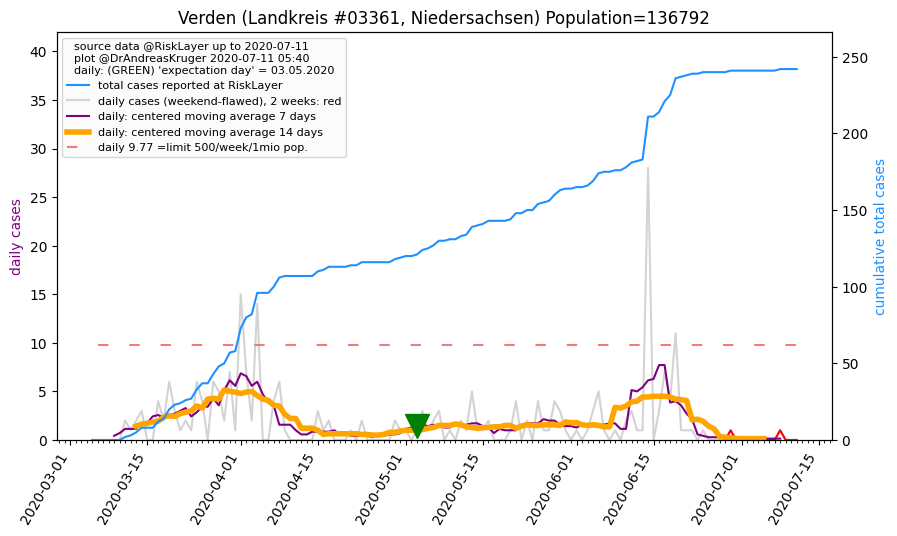 Verden (Landkreis #03361, Niedersachsen) Population=136792
source data @RiskLayer up to 2020-07-11
plot @DrAndreasKruger 2020-07-11 05:40
daily: (GREEN) 'expectation day' = 03.05.2020
total cases reported at RiskLayer
daily cases (weekend-flawed), 2 weeks: red
daily: centered moving average 7 days
daily: centered moving average 14 days
daily 9.77 =limit 500/week/1mio pop.
daily cases
40
35
30
25
20
15
10
5
0
cumulative total cases
250
200
150
100
50
0
2020-03-01
2020-03-15
2020-04-01
2020-04-15
2020-05-01
2020-05-15
2020-06-01
2020-06-15
2020-07-01
2020-07-15